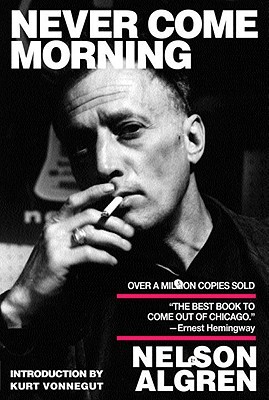 NEVER COME
MORNING
OVER A MILLION COPIES SOLD
"THE BEST BOOK TO
COME OUT OF CHICAGO."
—Ernest Hemingway
INTRODUCTION BY
KURT VONNEGUT
NELSON
ALGREN